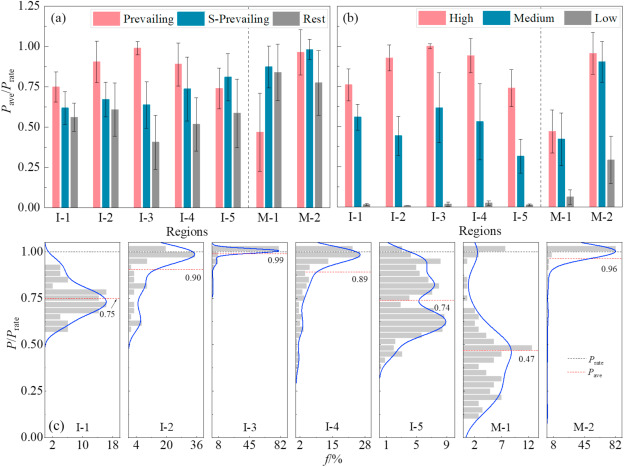 (a) Prevailing S-Prevailing Rest
(b) High Medium Low
1.25
1.00
0.75
0.50
0.25
0.00
P_ave/P_rate
I-1 I-2 I-3 I-4 I-5 M-1 M-2
I-1 I-2 I-3 I-4 I-5 M-1 M-2
Regions Regions
1.00
0.75
0.50
0.25
0.00
P/P_rate
0.75
0.90
0.99
0.89
0.74
0.47
0.96
P_rate
P_ave
(c) I-1 I-2 I-3 I-4 I-5 M-1 M-2
2 10 18 4 20 36 8 45 82 2 15 28 1 5 9 2 7 12 8 45 82
f/%